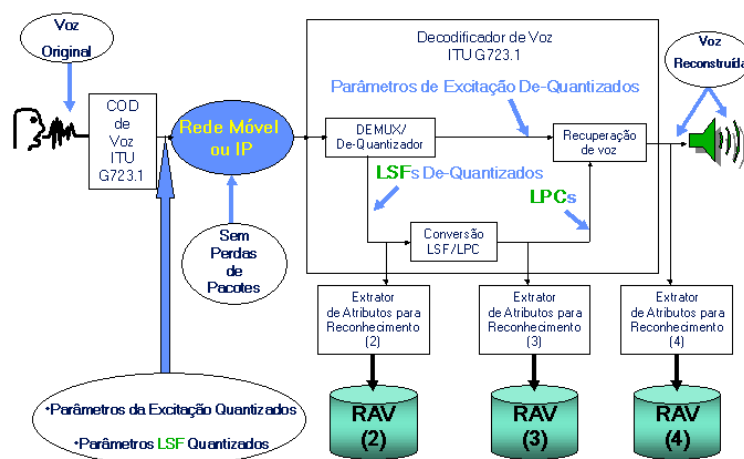 Voz
Original
COD
de
Voz
ITU
G723.1
Rede Móvel
ou IP
Sem
Perdas
de
Pacotes
•Parâmetros da Excitação Quantizados
•Parâmetros LSF Quantizados
Decodificador de Voz
ITU G723.1
Parâmetros de Excitação De-Quantizados
DEMUX/
De-Quantizador
Recuperação
de voz
LSFs De-Quantizados
LPCs
Conversão
LSF/LPC
Voz
Reconstruída
Extrator
de Atributos para
Reconhecimento
(2)
Extrator
de Atributos para
Reconhecimento
(3)
Extrator
de Atributos para
Reconhecimento
(4)
RAV
(2)
RAV
(3)
RAV
(4)